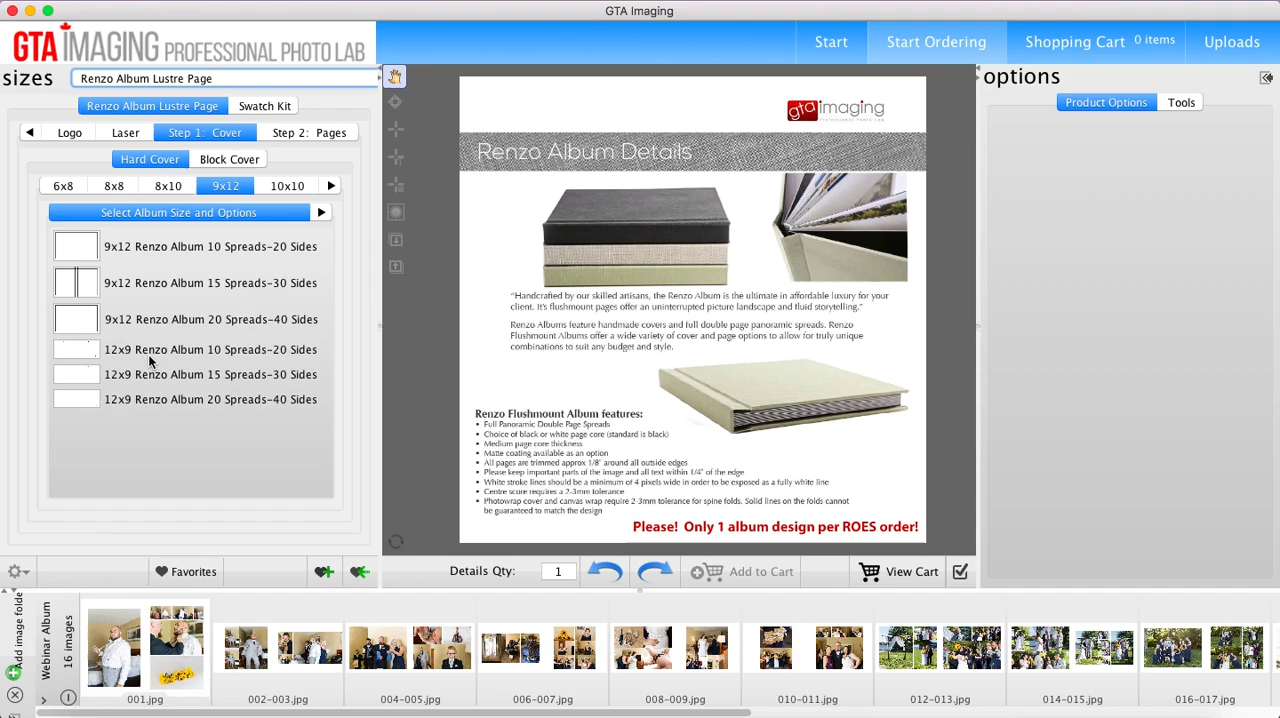 GTA Imaging
GTA IMAGING PROFESSIONAL PHOTO LAB
Start
Start Ordering
Shopping Cart 0 items
Uploads
sizes
Renzo Album Lustre Page
Renzo Album Lustre Page
Swatch Kit
Logo
Laser
Step 1: Cover
Step 2: Pages
Hard Cover
Block Cover
6x8
8x8
8x10
9x12
10x10
Select Album Size and Options
9x12 Renzo Album 10 Spreads-20 Sides
9x12 Renzo Album 15 Spreads-30 Sides
9x12 Renzo Album 20 Spreads-40 Sides
12x9 Renzo Album 10 Spreads-20 Sides
12x9 Renzo Album 15 Spreads-30 Sides
12x9 Renzo Album 20 Spreads-40 Sides
Favorites
gta imaging
Professional Photo Lab
Renzo Album Details
“Handcrafted by our skilled artisans, the Renzo Album is the ultimate in affordable luxury for your
client. It’s flushmount pages offer an uninterrupted picture landscape and fluid storytelling.”
Renzo Albums feature handmade covers and full double page panoramic spreads. Renzo
Flushmount Albums offer a wide variety of cover and page options to allow for truly unique
combinations to suit any budget and style.
Renzo Flushmount Album features:
• Full Panoramic Double Page Spreads
• Choice of black or white page core (standard is black)
• Medium page core thickness
• Matte coating available as an option
• All pages are trimmed approx 1/8" around all outside edges
• Please keep important parts of the image and all text within 1/4" of the edge
• White stroke lines should be a minimum of 4 pixels wide in order to be exposed as a fully white line
• Centre score requires a 2-3mm tolerance
• Photowrap cover and canvas wrap require 2-3mm tolerance for spine folds. Solid lines on the folds cannot
be guaranteed to match the design
Please! Only 1 album design per ROES order!
Details Qty: 1
Add to Cart
View Cart
options
Product Options
Tools
Add image folde
Webinar Album
16 images
001.jpg
002-003.jpg
004-005.jpg
006-007.jpg
008-009.jpg
010-011.jpg
012-013.jpg
014-015.jpg
016-017.jpg